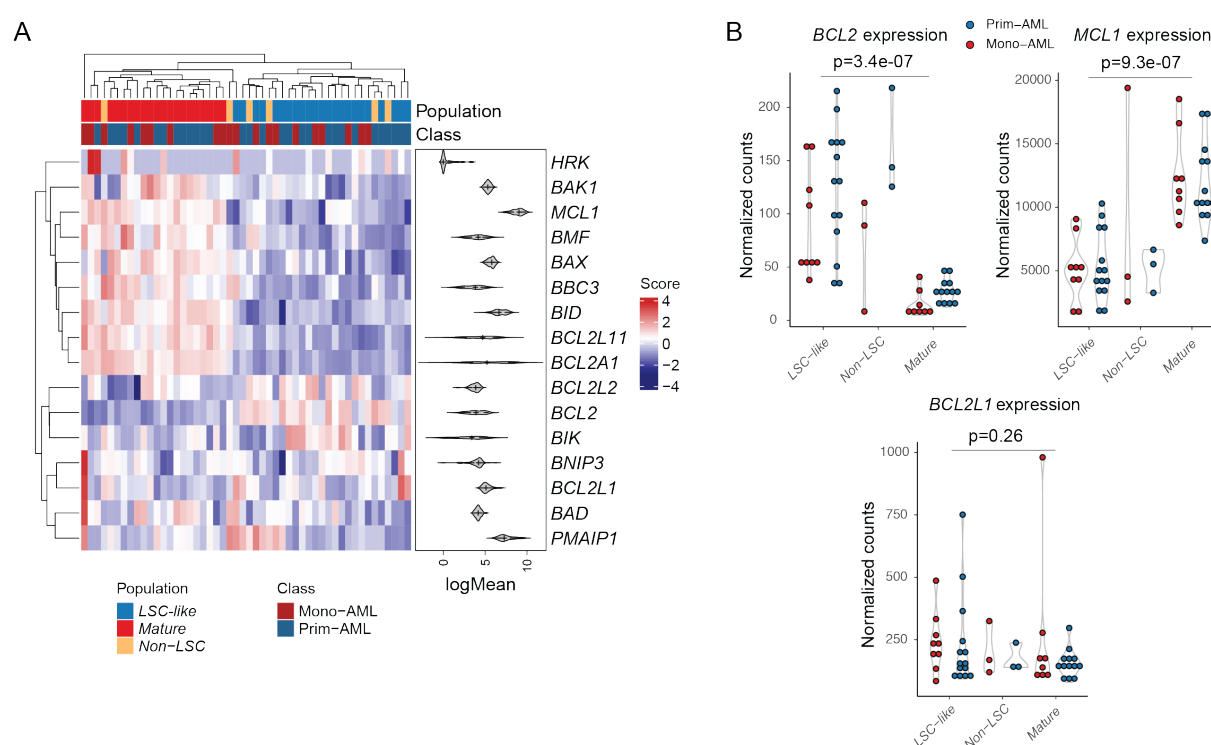 A
Population
Class
HRK
BAK1
MCL1
BMF
BAX
BBC3
BID
BCL2L11
BCL2A1
BCL2L2
BCL2
BIK
BNIP3
BCL2L1
BAD
PMAIP1
0
5
10
logMean
Score
4
2
0
−2
−4
Population
LSC-like
Mature
Non−LSC
Class
Mono−AML
Prim−AML
B
Prim−AML
Mono−AML
BCL2 expression
p=3.4e-07
Normalized counts
200
150
100
50
0
LSC-like
Non−LSC
Mature
MCL1 expression
p=9.3e-07
Normalized counts
20000
15000
10000
5000
LSC-like
Non−LSC
Mature
BCL2L1 expression
p=0.26
Normalized counts
1000
750
500
250
LSC−like
Non−LSC
Mature